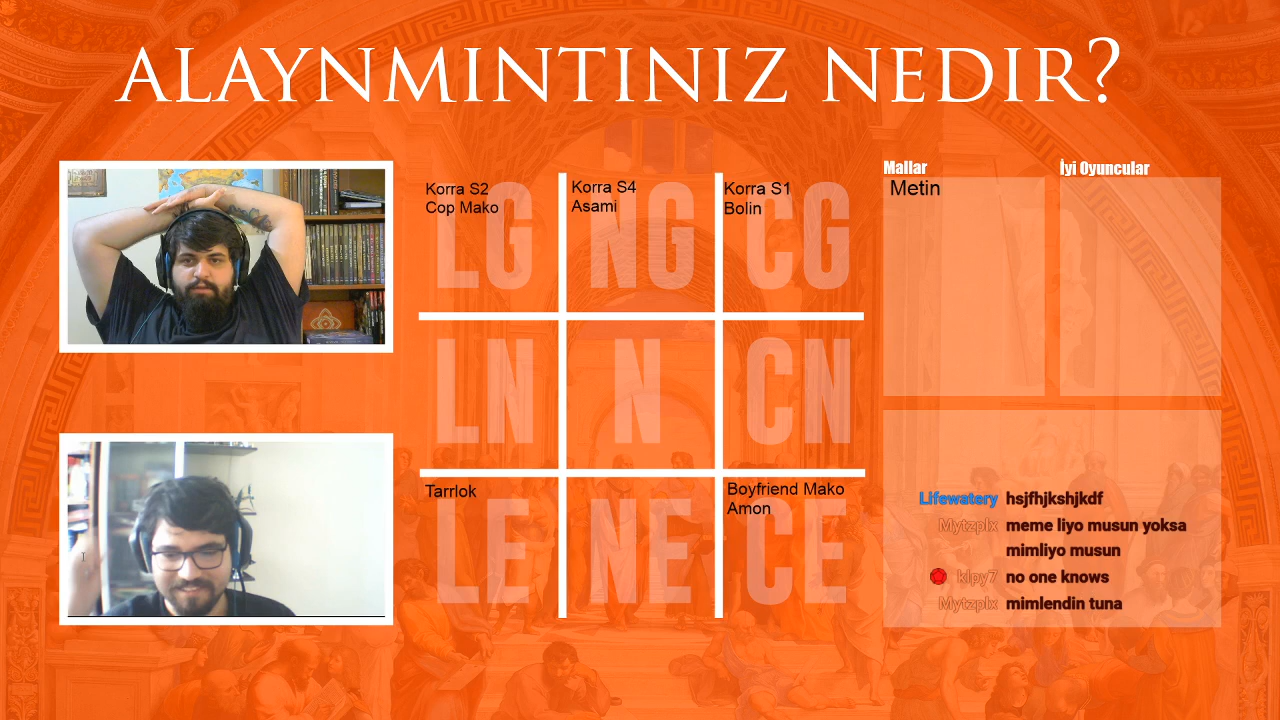 ALAYNMINTINIZ NEDIR?
Korra S2
Cop Mako
LG
Korra S4
Asami
NG
Korra S1
Bolin
CG
LN
N
CN
Tarrlok
LE
NE
Boyfriend Mako
Amon
CE
Mallar
Metin
İyi Oyuncular
Lifewatery hsjfhjkshjkdf
Mytzplx meme liyo musun yoksa
mimliyo musun
klpy7 no one knows
Mytzplx mimlendin tuna